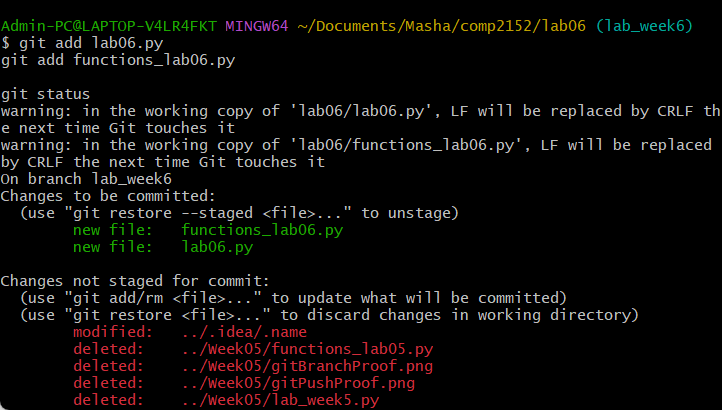 Admin-PC@LAPTOP-V4LR4FKT MINGW64 ~/Documents/Masha/comp2152/lab06 (lab_week6)
$ git add lab06.py
git add functions_lab06.py

git status
warning: in the working copy of 'lab06/lab06.py', LF will be replaced by CRLF th
e next time Git touches it
warning: in the working copy of 'lab06/functions_lab06.py', LF will be replaced
by CRLF the next time Git touches it
On branch lab_week6
Changes to be committed:
  (use "git restore --staged <file>..." to unstage)
        new file:   functions_lab06.py
        new file:   lab06.py

Changes not staged for commit:
  (use "git add/rm <file>..." to update what will be committed)
  (use "git restore <file>..." to discard changes in working directory)
        modified:   ../.idea/.name
        deleted:    ../Week05/functions_lab05.py
        deleted:    ../Week05/gitBranchProof.png
        deleted:    ../Week05/gitPushProof.png
        deleted:    ../Week05/lab_week5.py